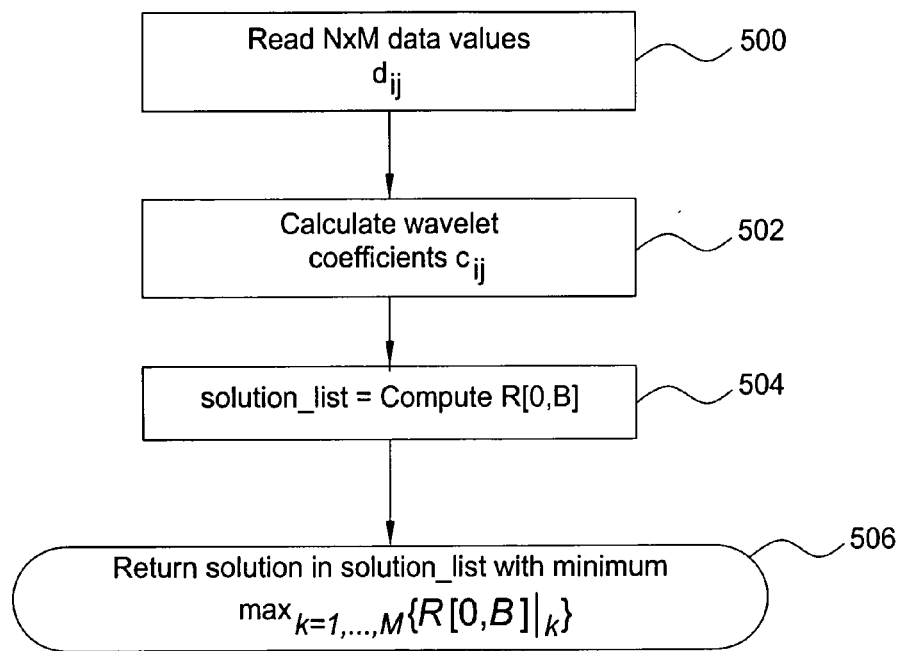 Read NxM data values
d_ij
500
Calculate wavelet
coefficients c_ij
502
solution_list = Compute R[0,B]
504
Return solution in solution_list with minimum
max_{k=1,...,M}{R[0,B]|_k}
506